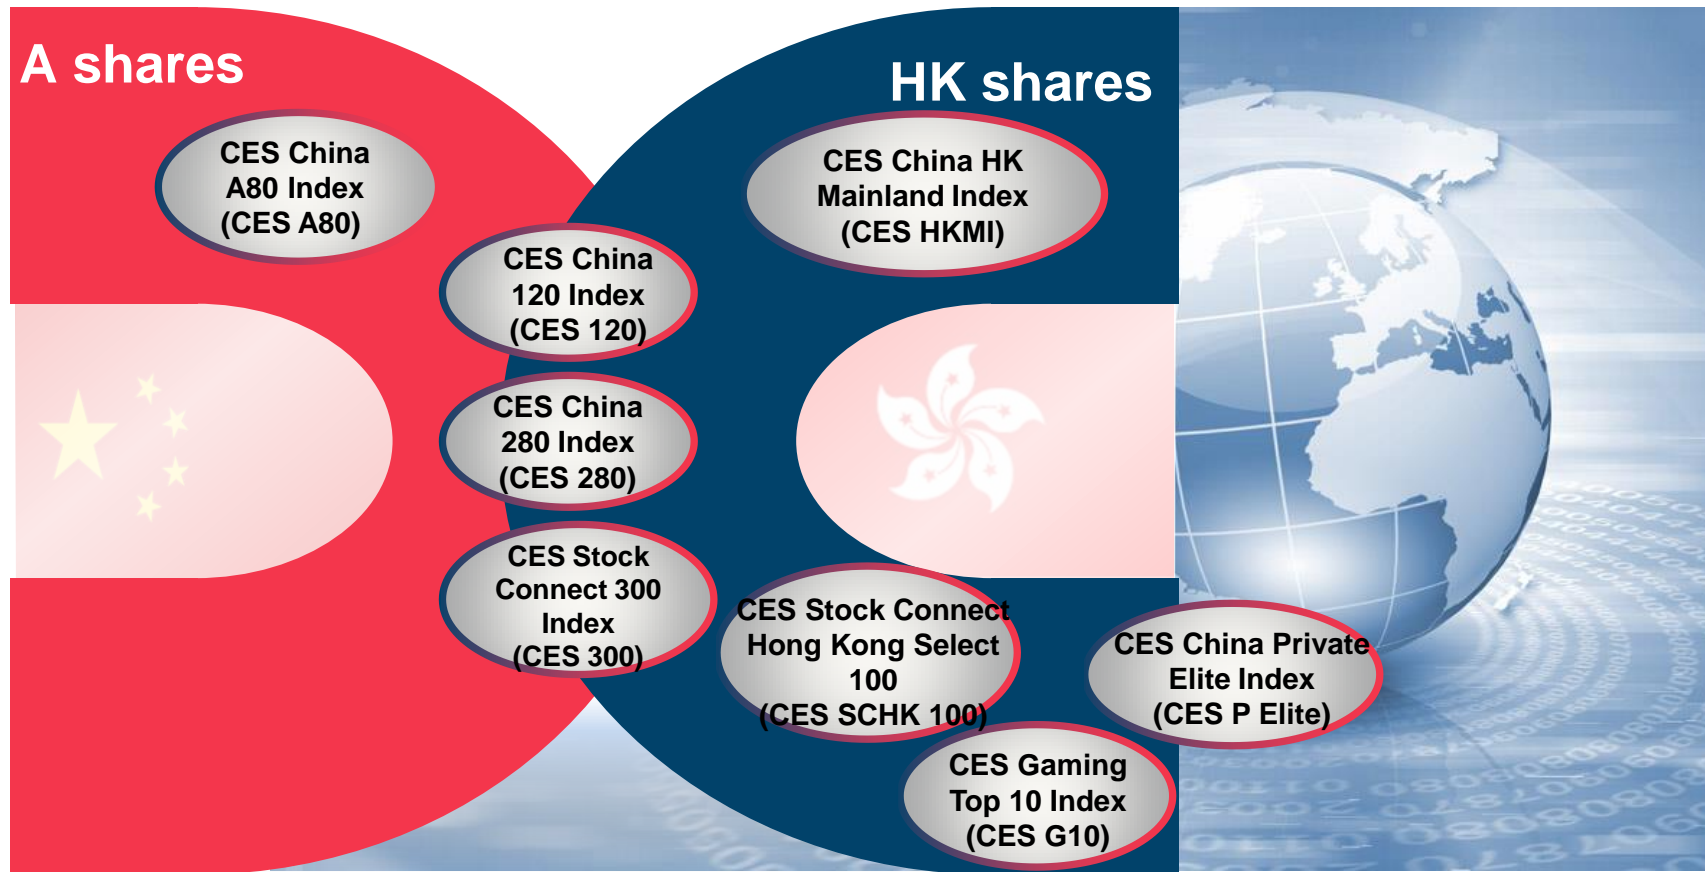 A shares
HK shares
CES China
A80 Index
(CES A80)
CES China HK
Mainland Index
(CES HKMI)
CES China
120 Index
(CES 120)
CES China
280 Index
(CES 280)
CES Stock
Connect 300
Index
(CES 300)
CES Stock Connect
Hong Kong Select
100
(CES SCHK 100)
CES China Private
Elite Index
(CES P Elite)
CES Gaming
Top 10 Index
(CES G10)